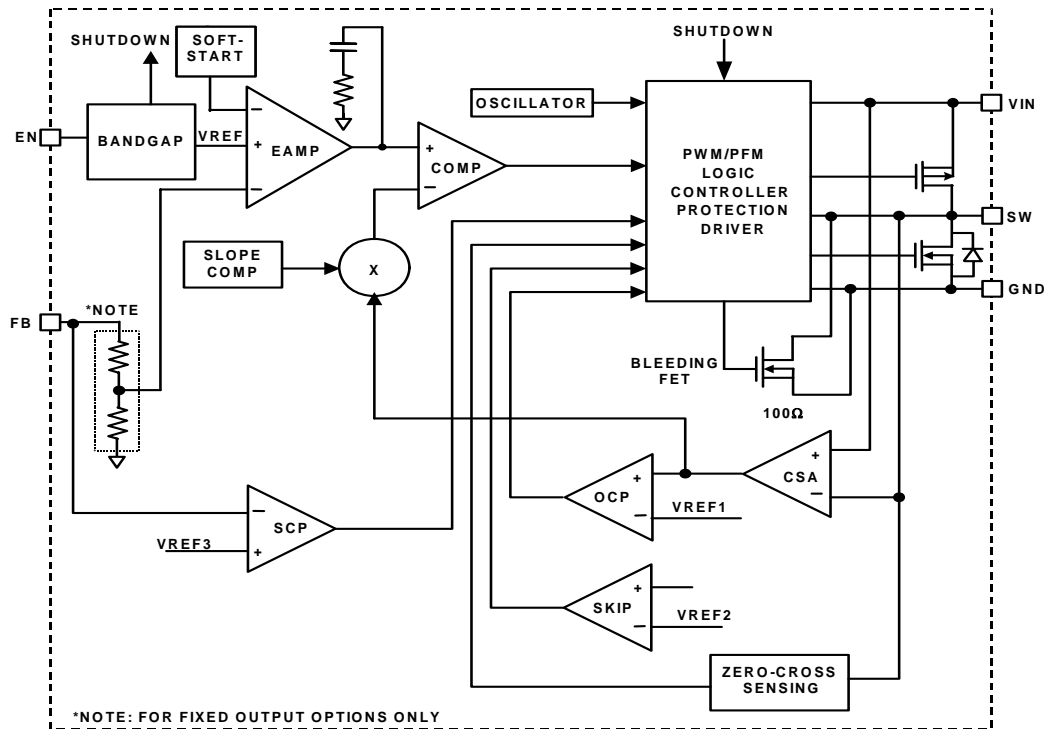 SHUTDOWN
SOFT-
START
SHUTDOWN
OSCILLATOR
VIN
EN
BANDGAP
VREF
−
+
−
EAMP
+
−
COMP
PWM/PFM
LOGIC
CONTROLLER
PROTECTION
DRIVER
SW
SLOPE
COMP
X
GND
*NOTE
FB
BLEEDING
FET
100Ω
+
−
CSA
OCP
+
−
VREF1
−
+
SCP
VREF3
SKIP
+
−
VREF2
ZERO-CROSS
SENSING
*NOTE: FOR FIXED OUTPUT OPTIONS ONLY